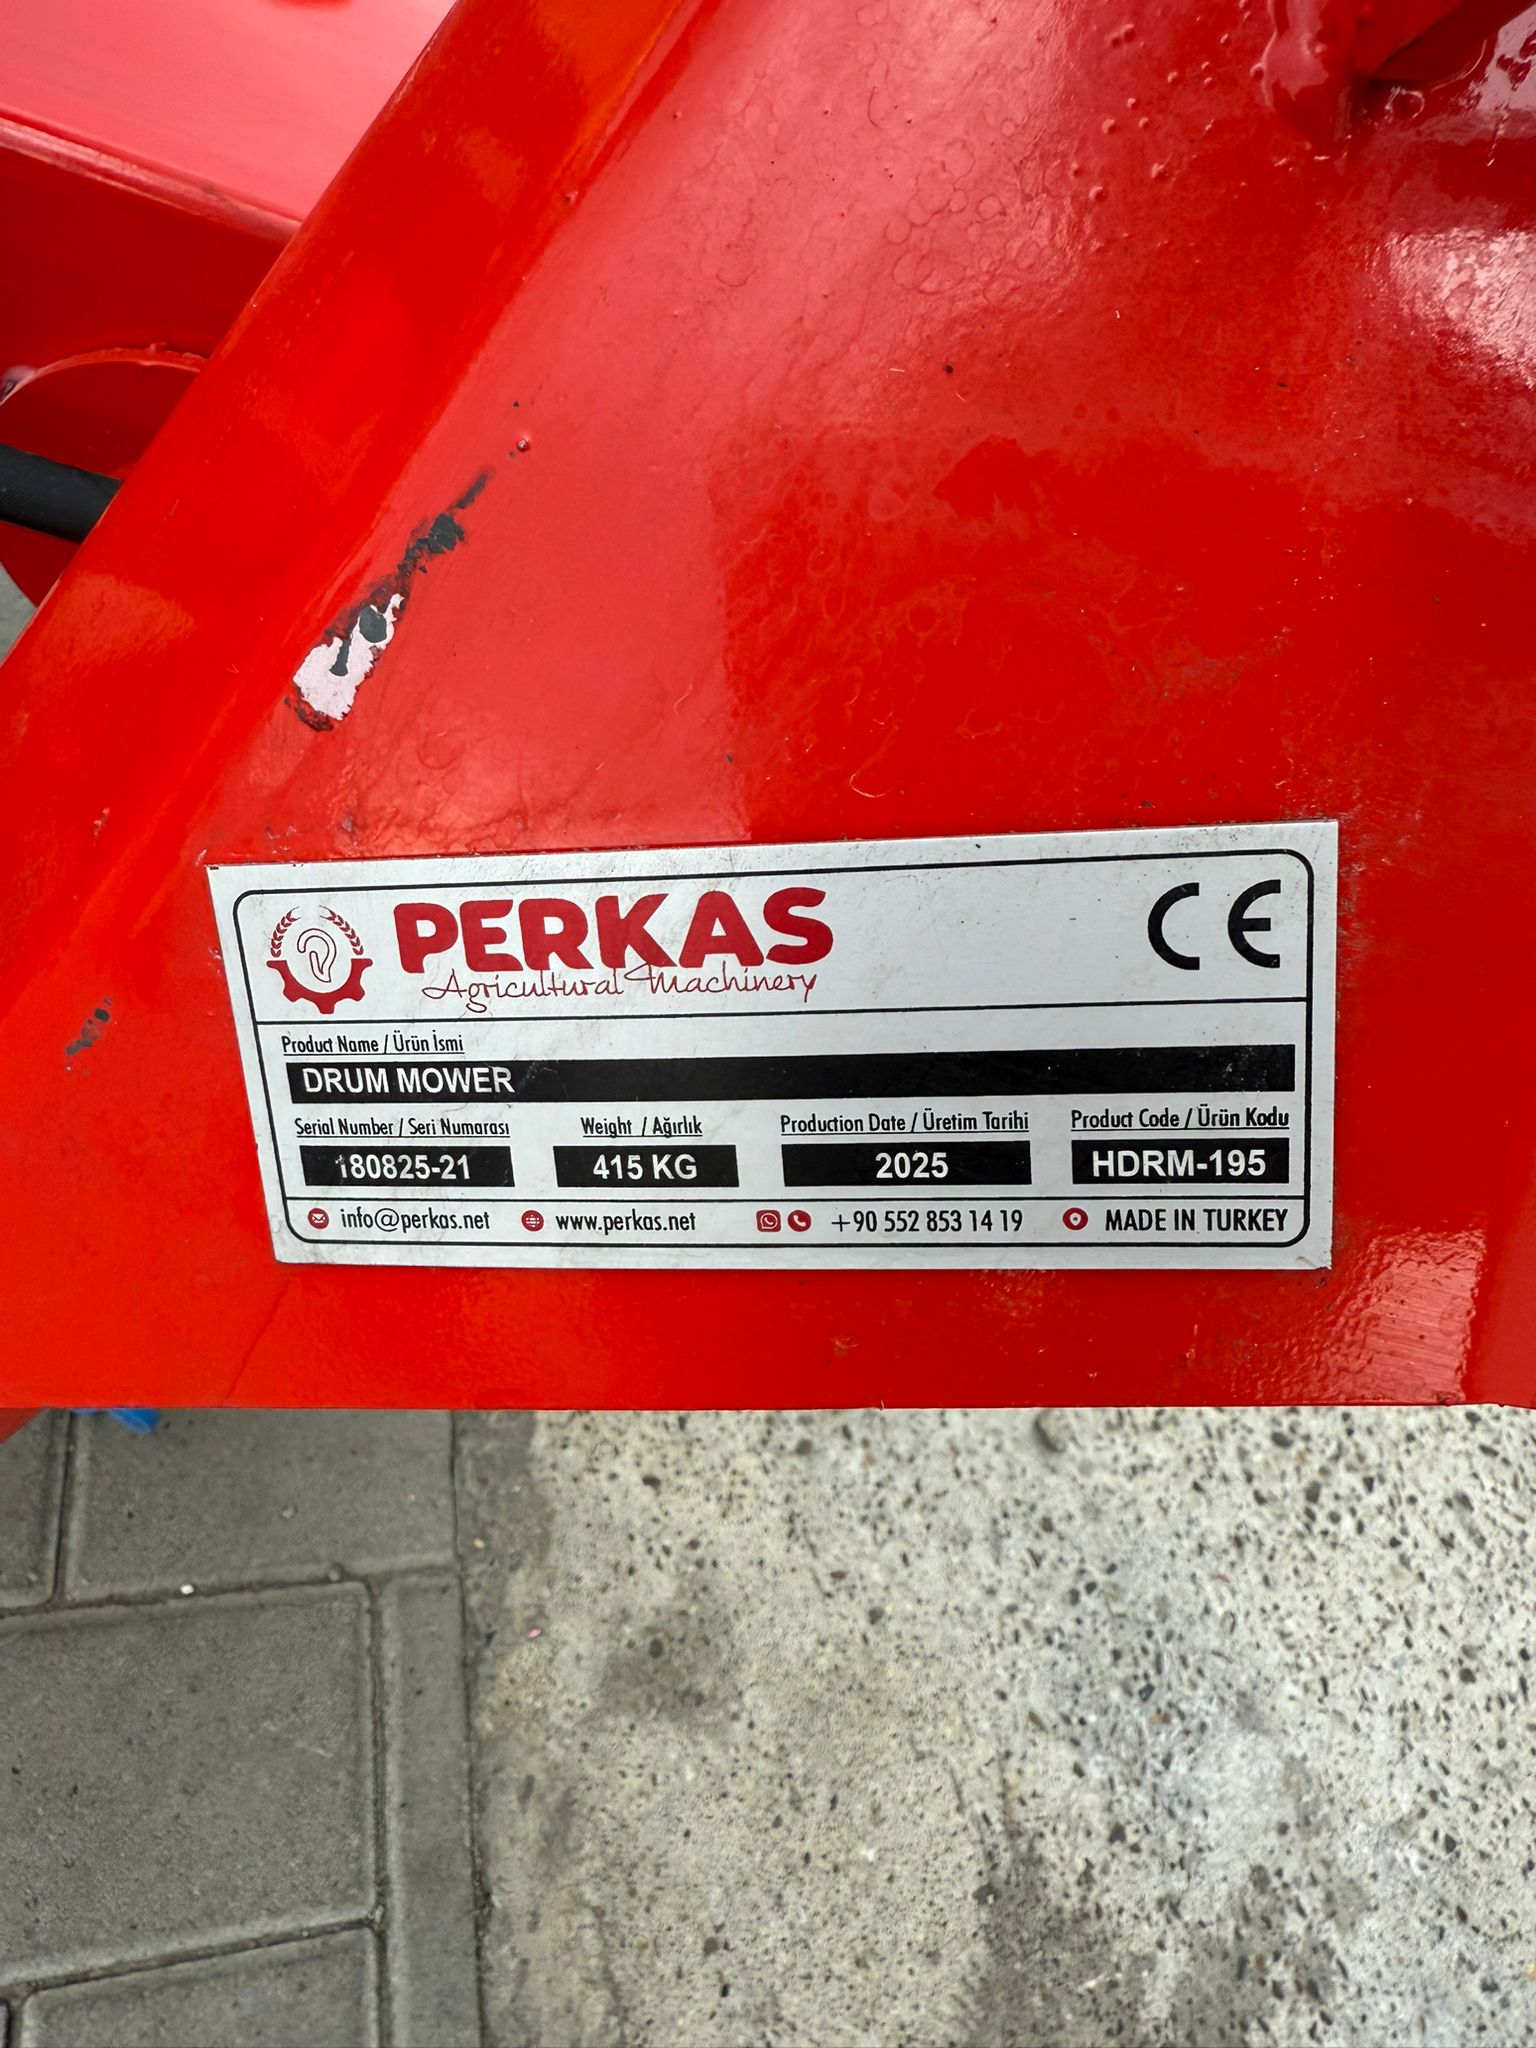 PERKAS
Agricultural Machinery
CE
Product Name / Ürün İsmi
DRUM MOWER
Serial Number / Seri Numarası
Weight / Ağırlık
Production Date / Üretim Tarihi
Product Code / Ürün Kodu
180825-21
415 KG
2025
HDRM-195
info@perkas.net
www.perkas.net
+90 552 853 14 19
MADE IN TURKEY